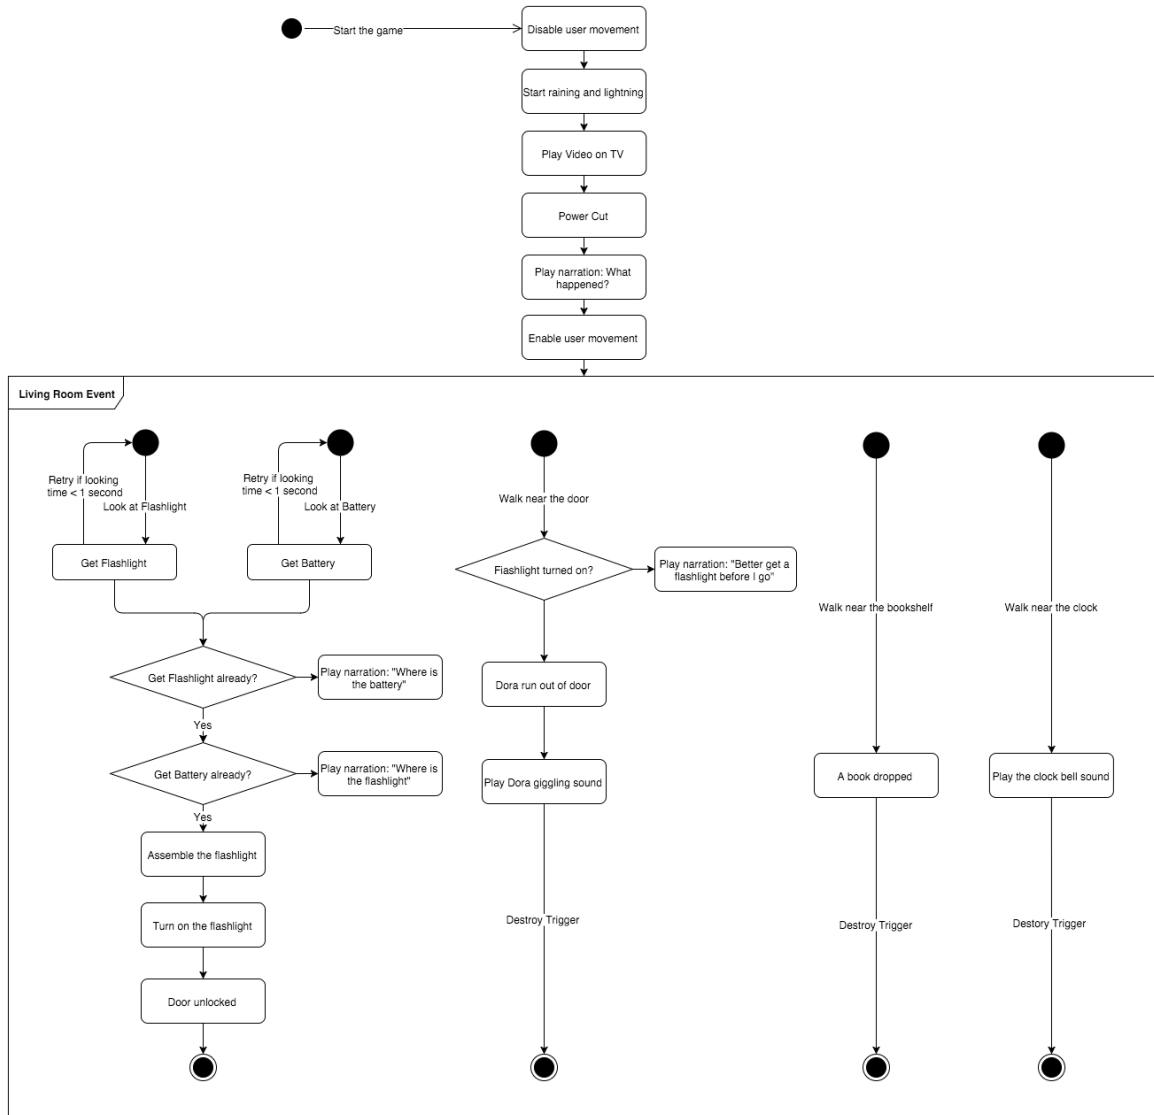 Start the game
Disable user movement
Start raining and lightning
Play Video on TV
Power Cut
Play narration: What
happened?
Enable user movement
Living Room Event
Retry if looking
time < 1 second
Look at Flashlight
Get Flashlight
Retry if looking
time < 1 second
Look at Battery
Get Battery
Get Flashlight already?
Play narration: "Where is
the battery"
Yes
Get Battery already?
Play narration: "Where is
the flashlight"
Yes
Assemble the flashlight
Turn on the flashlight
Door unlocked
Walk near the door
Flashlight turned on?
Play narration: "Better get a
flashlight before I go"
Dora run out of door
Play Dora giggling sound
Destroy Trigger
Walk near the bookshelf
A book dropped
Destroy Trigger
Walk near the clock
Play the clock bell sound
Destory Trigger